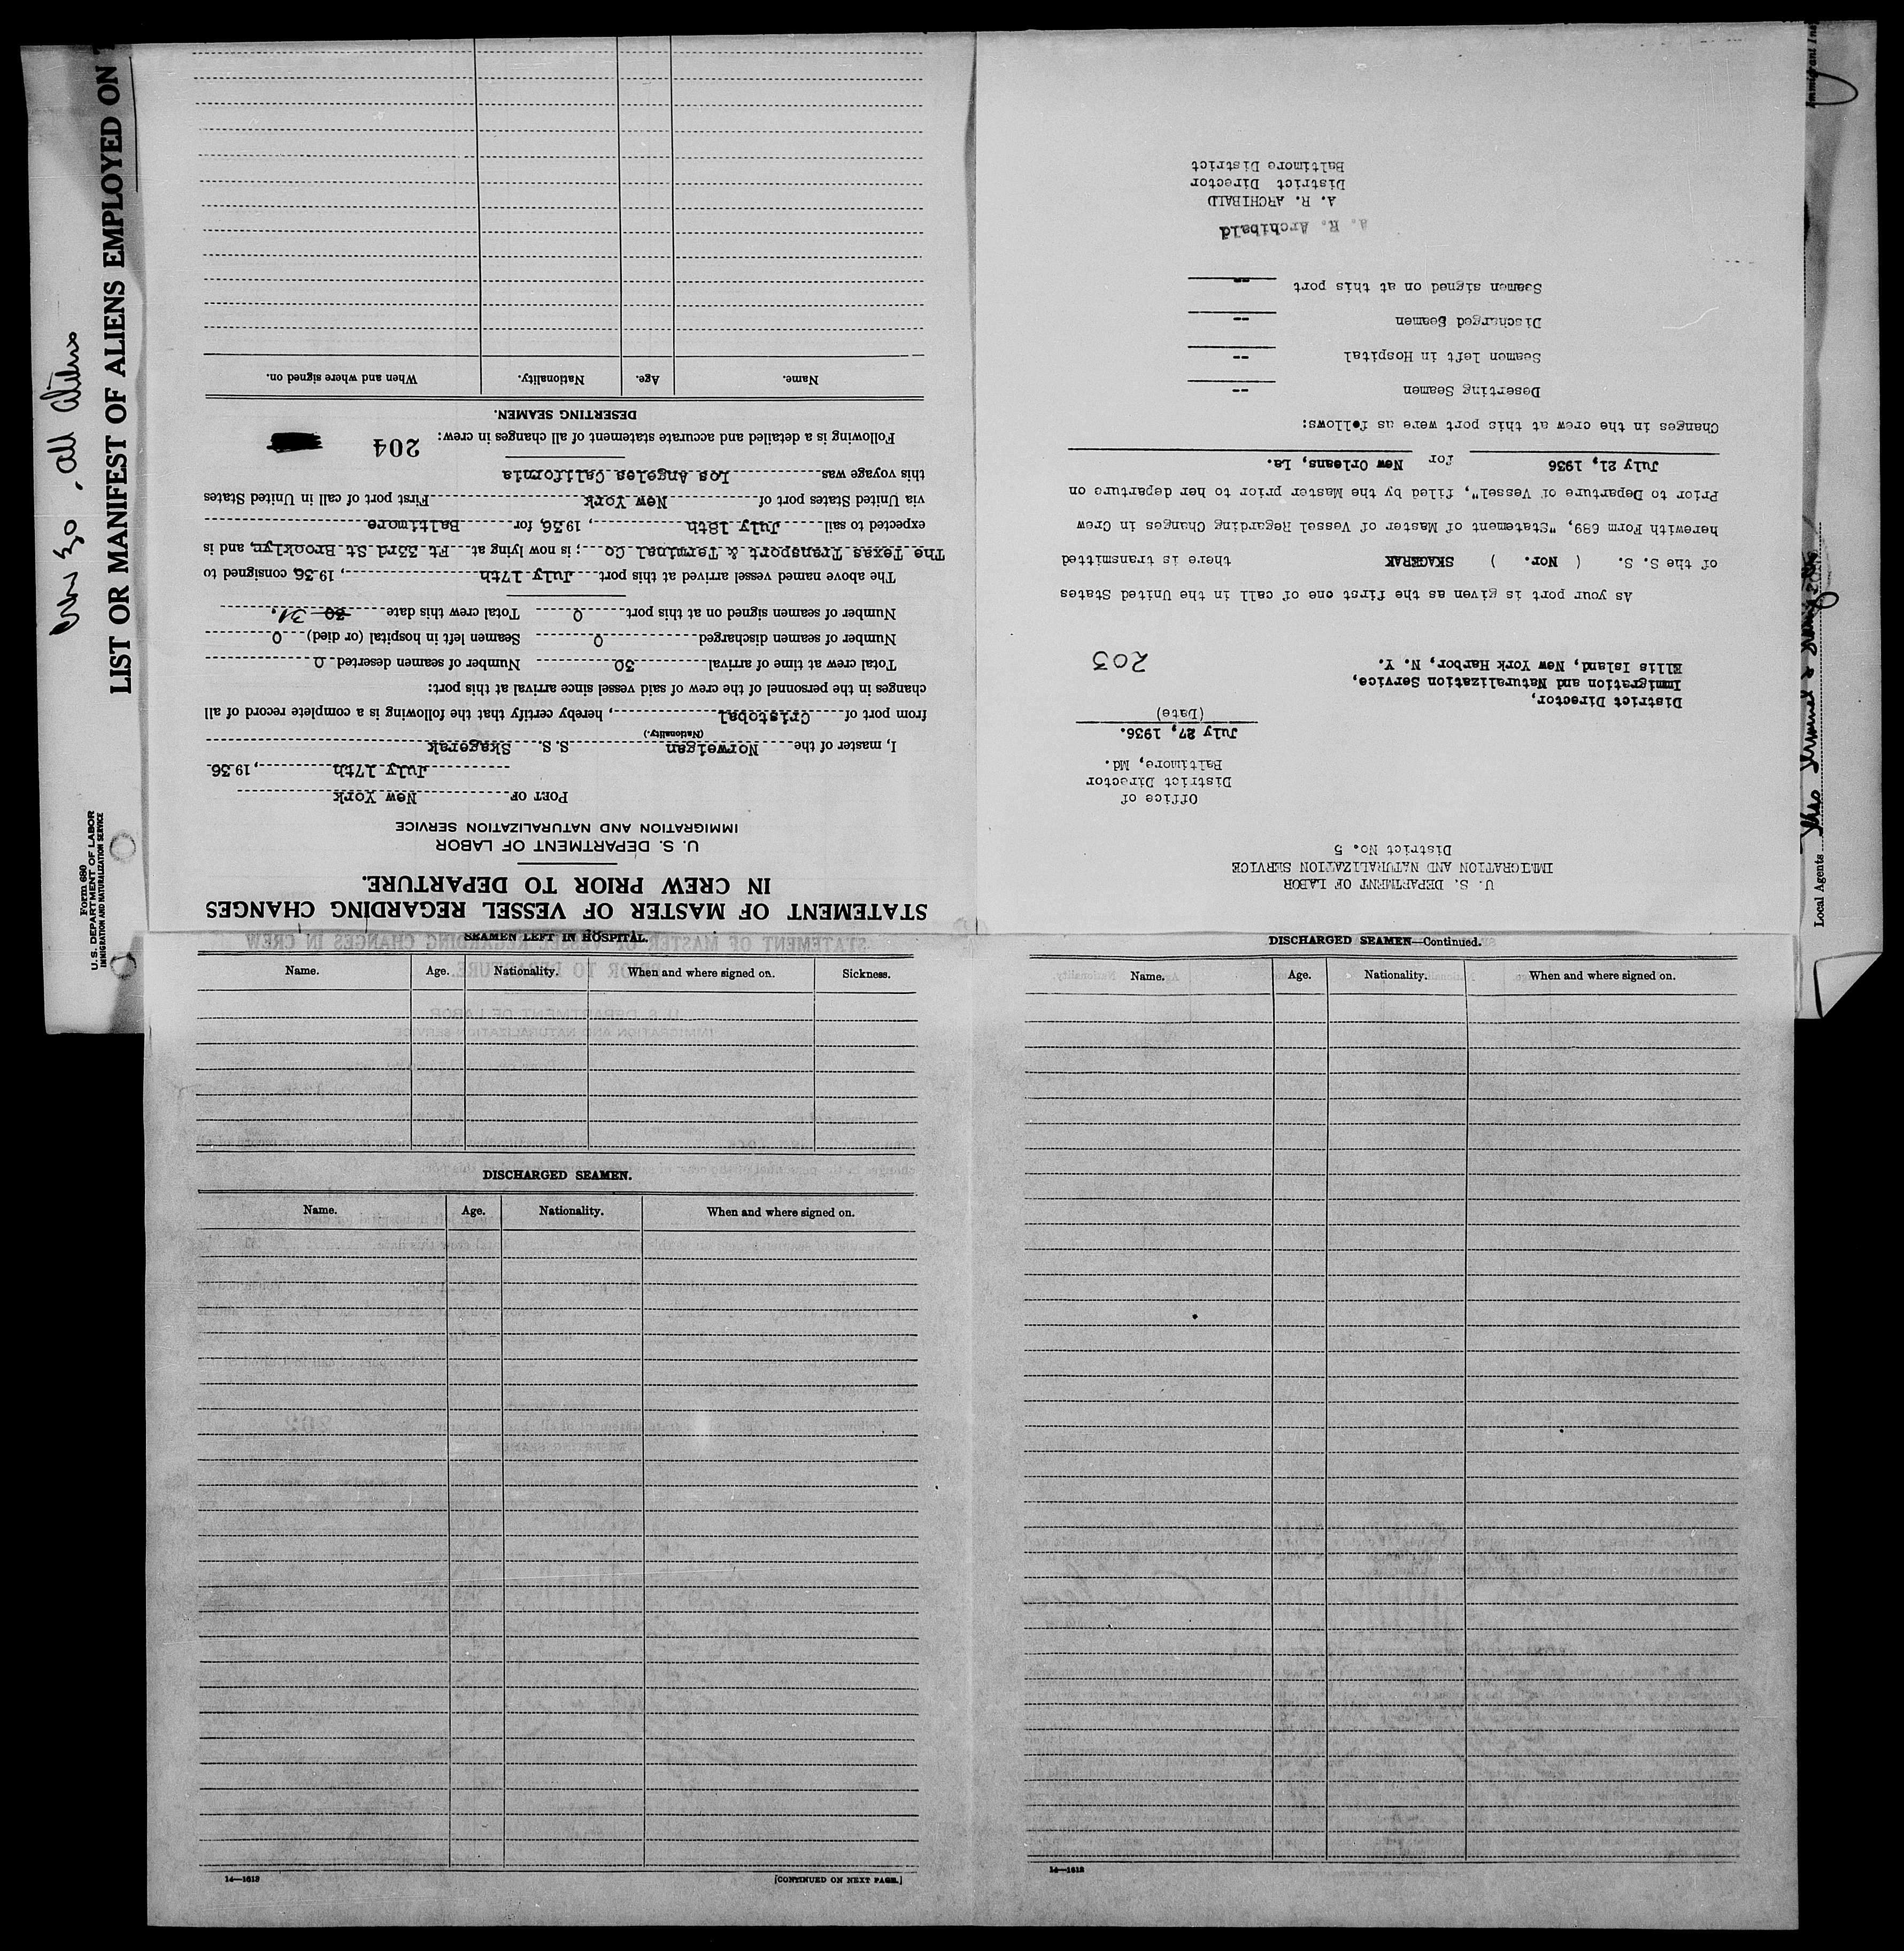 STATEMENT OF MASTER OF VESSEL REGARDING CHANGES
IN CREW PRIOR TO DEPARTURE.
U. S. DEPARTMENT OF LABOR
IMMIGRATION AND NATURALIZATION SERVICE
PORT OF New York
July 17th, 1936
I, master of the Norweigan S. S. Skagerak
(Nationality.)
from port of Cristobal, hereby certify that the following is a complete record of all
changes in the personnel of the crew of said vessel since arrival at this port:
Total crew at time of arrival 30 Number of seamen deserted 0
Number of seamen discharged 0 Seamen left in hospital (or died) 0
Number of seamen signed on at this port 0 Total crew this date 30 31.
The above named vessel arrived at this port July 17th, 1936, consigned to
The Texas Transport & Terminal Co; is now lying at Ft 33rd St Brooklyn, and is
expected to sail July 18th, 1936, for Baltimore
via United States port of New York First port of call in United States
this voyage was Los Angeles California
Following is a detailed and accurate statement of all changes in crew: 204
DESERTING SEAMEN.
Name. Age. Nationality. When and where signed on.
U. S. DEPARTMENT OF LABOR
IMMIGRATION AND NATURALIZATION SERVICE
District No. 5
Office of
District Director
Baltimore, Md.
July 27, 1936.
(Date)
District Director,
Immigration and Naturalization Service,
Ellis Island, New York Harbor, N. Y.
203
As your port is given as the first one of call in the United States
of the S. S. ( Nor. ) SKAGERAK there is transmitted
herewith Form 689, "Statement of Master of Vessel Regarding Changes in Crew
Prior to Departure of Vessel", filed by the Master prior to her departure on
July 21, 1936 for New Orleans, La.
Changes in the crew at this port were as follows:
Deserting Seamen --
Seamen left in Hospital --
Discharged Seamen --
Seamen signed on at this port --
A. R. Archibald
A. R. ARCHIBALD
District Director
Baltimore District
SEAMEN LEFT IN HOSPITAL.
Name. Age. Nationality. When and where signed on. Sickness.
DISCHARGED SEAMEN.
Name. Age. Nationality. When and where signed on.
14—1613
[CONTINUED ON NEXT PAGE.]
DISCHARGED SEAMEN—Continued.
Name. Age. Nationality. When and where signed on.
14—1613
Form 680
U. S. DEPARTMENT OF LABOR
IMMIGRATION AND NATURALIZATION SERVICE
LIST OR MANIFEST OF ALIENS EMPLOYED ON
Crew 30, all aliens
Local Agents
Immigrant